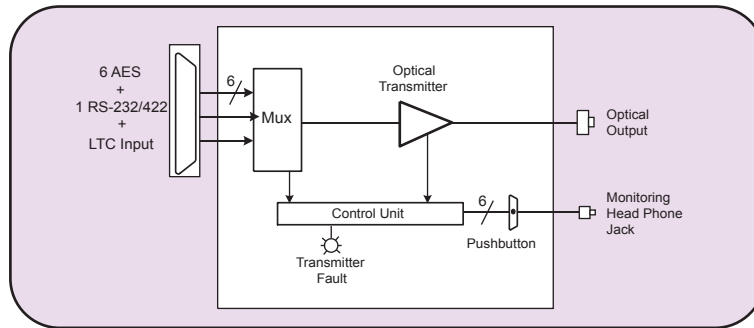 6 AES
+
1 RS-232/422
+
LTC Input
6
Mux
Optical
Transmitter
Optical
Output
Control Unit
6
Pushbutton
Monitoring
Head Phone
Jack
Transmitter
Fault